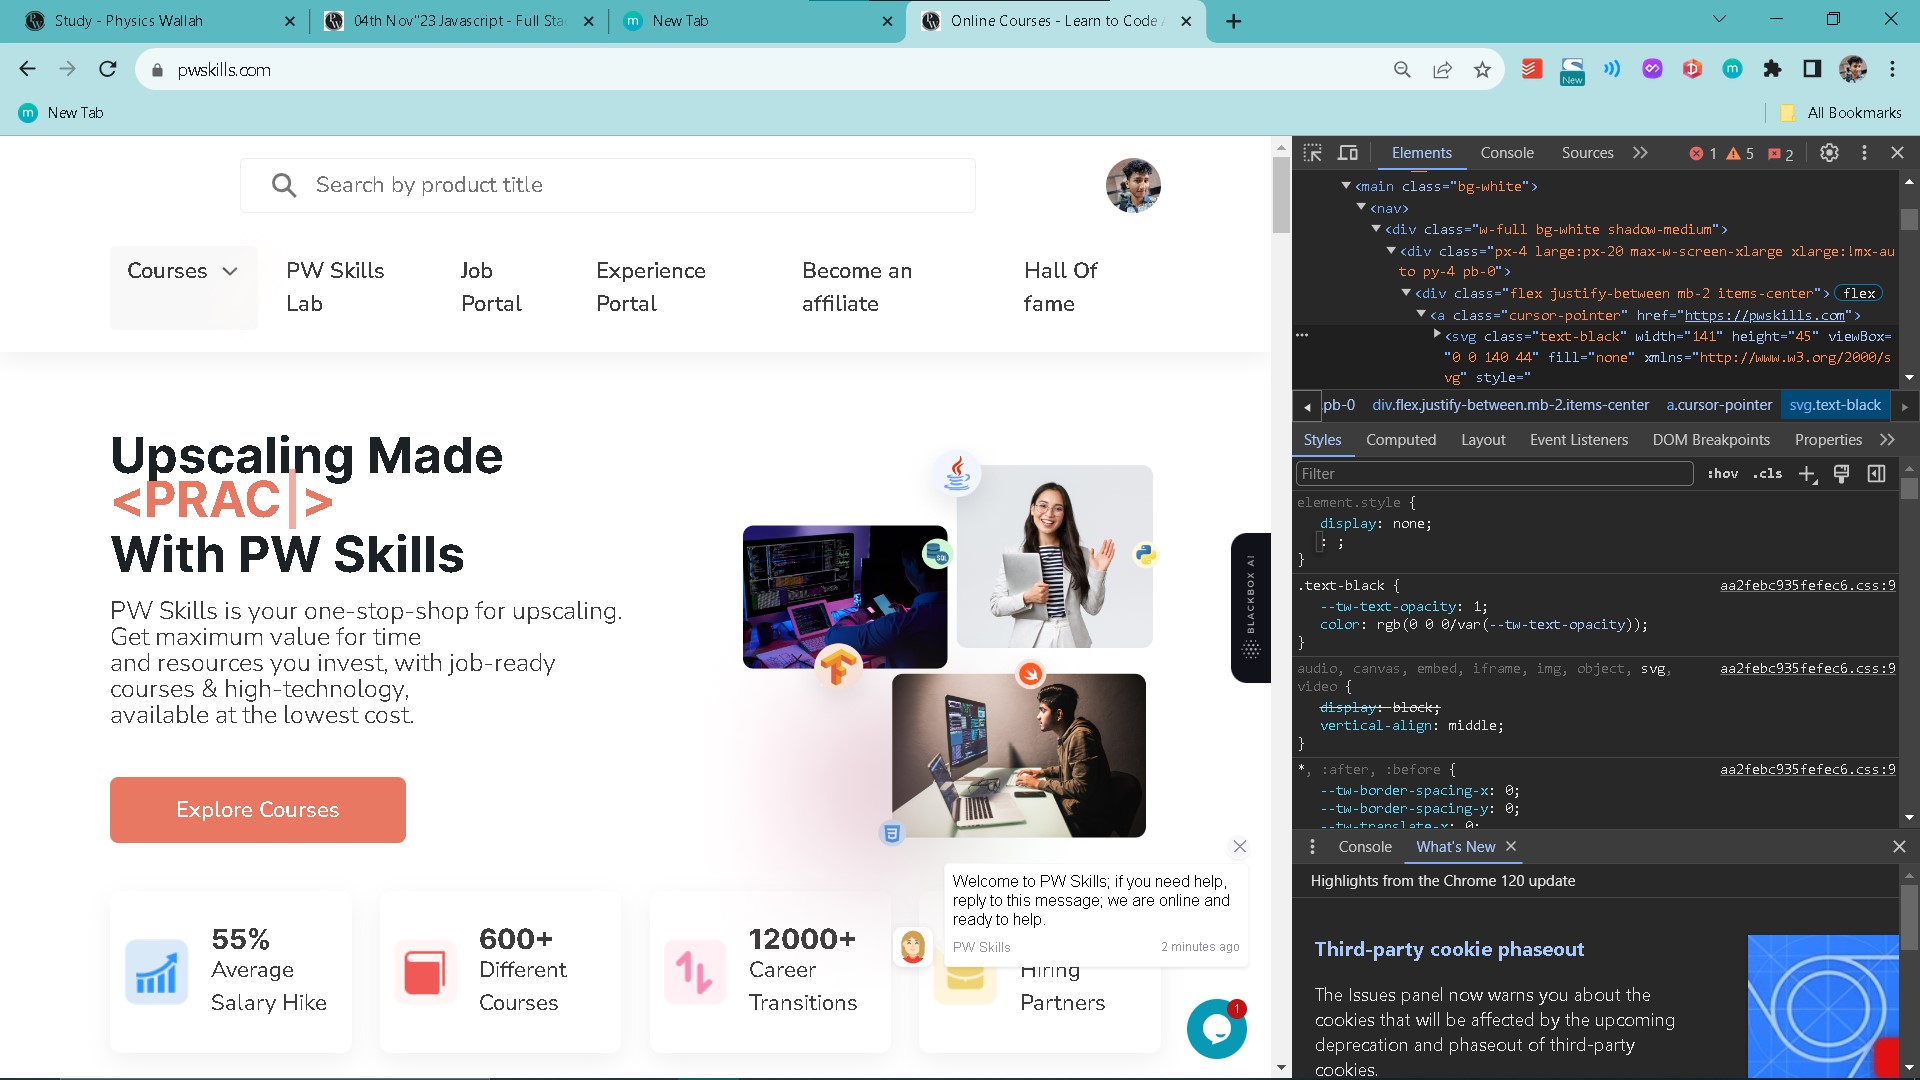 Study - Physics Wallah
04th Nov"23 Javascript - Full Sta
New Tab
Online Courses - Learn to Code
pwskills.com
New
New Tab
All Bookmarks
Search by product title
Courses
PW Skills Lab
Job Portal
Experience Portal
Become an affiliate
Hall Of fame
Upscaling Made
<PRAC|>
With PW Skills
PW Skills is your one-stop-shop for upscaling.
Get maximum value for time
and resources you invest, with job-ready
courses & high-technology,
available at the lowest cost.
Explore Courses
SQL
BLACKBOX AI
55%
Average
Salary Hike
600+
Different
Courses
12000+
Career
Transitions
Hiring
Partners
Welcome to PW Skills; if you need help,
reply to this message; we are online and
ready to help.
PW Skills 2 minutes ago
1
Elements Console Sources 1 5 2
<main class="bg-white">
<nav>
<div class="w-full bg-white shadow-medium">
<div class="px-4 large:px-20 max-w-screen-xlarge xlarge:!mx-au
to py-4 pb-0">
<div class="flex justify-between mb-2 items-center"> flex
<a class="cursor-pointer" href="https://pwskills.com">
<svg class="text-black" width="141" height="45" viewBox=
"0 0 140 44" fill="none" xmlns="http://www.w3.org/2000/s
vg" style="
.pb-0 div.flex.justify-between.mb-2.items-center a.cursor-pointer svg.text-black
Styles Computed Layout Event Listeners DOM Breakpoints Properties
Filter :hov .cls
element.style {
display: none;
: ;
}
.text-black { aa2febc935fefec6.css:9
--tw-text-opacity: 1;
color: rgb(0 0 0/var(--tw-text-opacity));
}
audio, canvas, embed, iframe, img, object, svg, aa2febc935fefec6.css:9
video {
display: block;
vertical-align: middle;
}
*, :after, :before { aa2febc935fefec6.css:9
--tw-border-spacing-x: 0;
--tw-border-spacing-y: 0;
--tw-translate-x: 0;
Console What's New
Highlights from the Chrome 120 update
Third-party cookie phaseout
The Issues panel now warns you about the
cookies that will be affected by the upcoming
deprecation and phaseout of third-party
cookies.